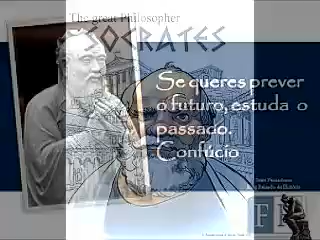 The great Philosopher
SOCRATES
Se queres prever
o futuro, estuda o
passado.
Confúcio